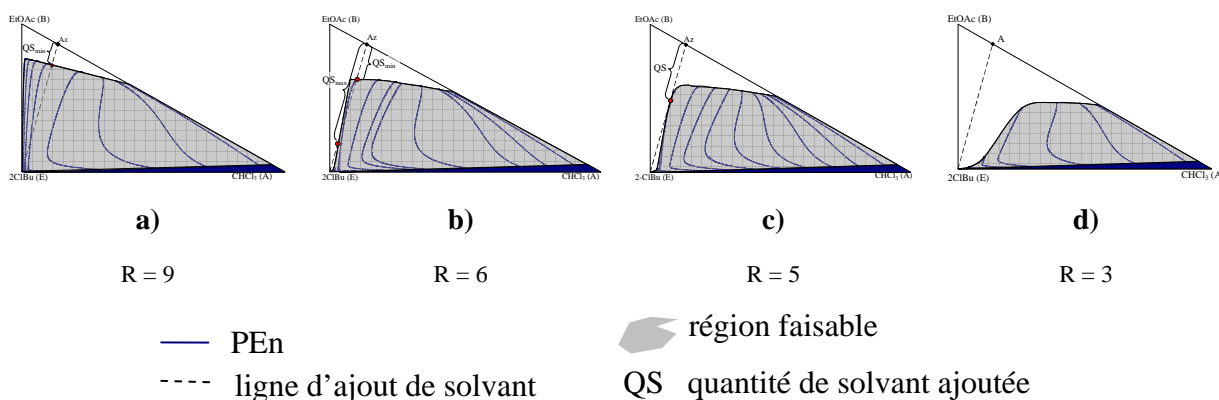 EtOAc (B)
Az
QSmin
2ClBu (E)
CHCl3 (A)
a)
R = 9
EtOAc (B)
Az
QSmax
QSmin
2ClBu (E)
CHCl3 (A)
b)
R = 6
EtOAc (B)
Az
QS
2-ClBu (E)
CHCl3 (A)
c)
R = 5
EtOAc (B)
A
2ClBu (E)
CHCl3 (A
d)
R = 3
PEn
région faisable
ligne d'ajout de solvant
QS quantité de solvant ajoutée